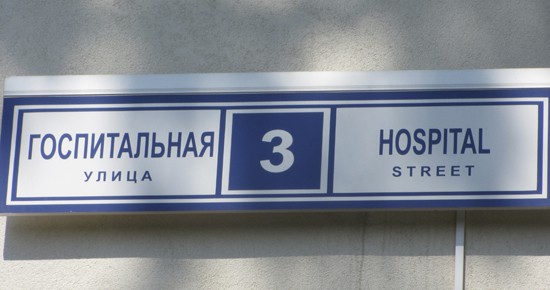 ГОСПИТАЛЬНАЯ
УЛИЦА
3
HOSPITAL
STREET